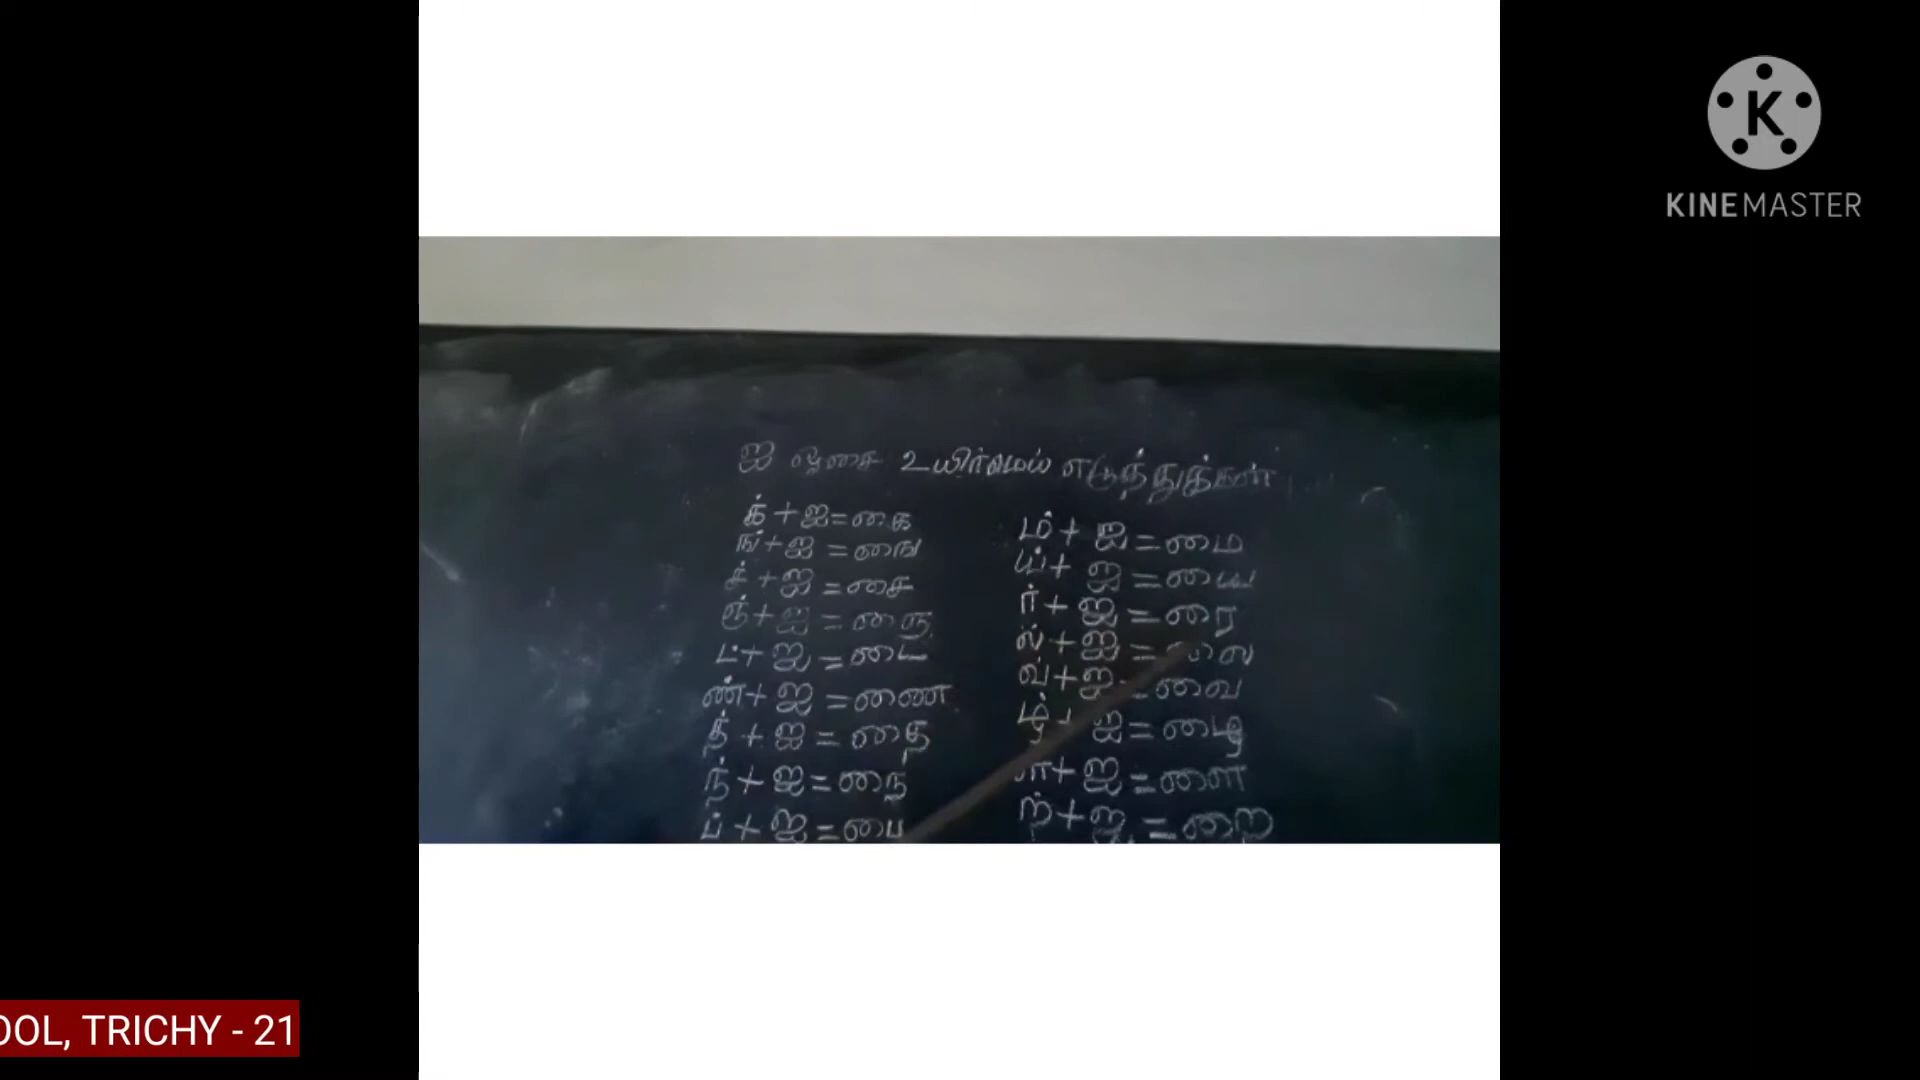 ஐ ஓசை உயிர்மெய் எழுத்துக்கள்
க் + ஐ = கை
ங் + ஐ = ஙை
ச் + ஐ = சை
ஞ் + ஐ = ஞை
ட் + ஐ = டை
ண் + ஐ = ணை
த் + ஐ = தை
ந் + ஐ = நை
ப் + ஐ = பை
ம் + ஐ = மை
ய் + ஐ = யை
ர் + ஐ = ரை
ல் + ஐ = லை
வ் + ஐ = வை
ழ் + ஐ = ழை
ள் + ஐ = ளை
ற் + ஐ = றை
K
KINEMASTER
OOL, TRICHY - 21